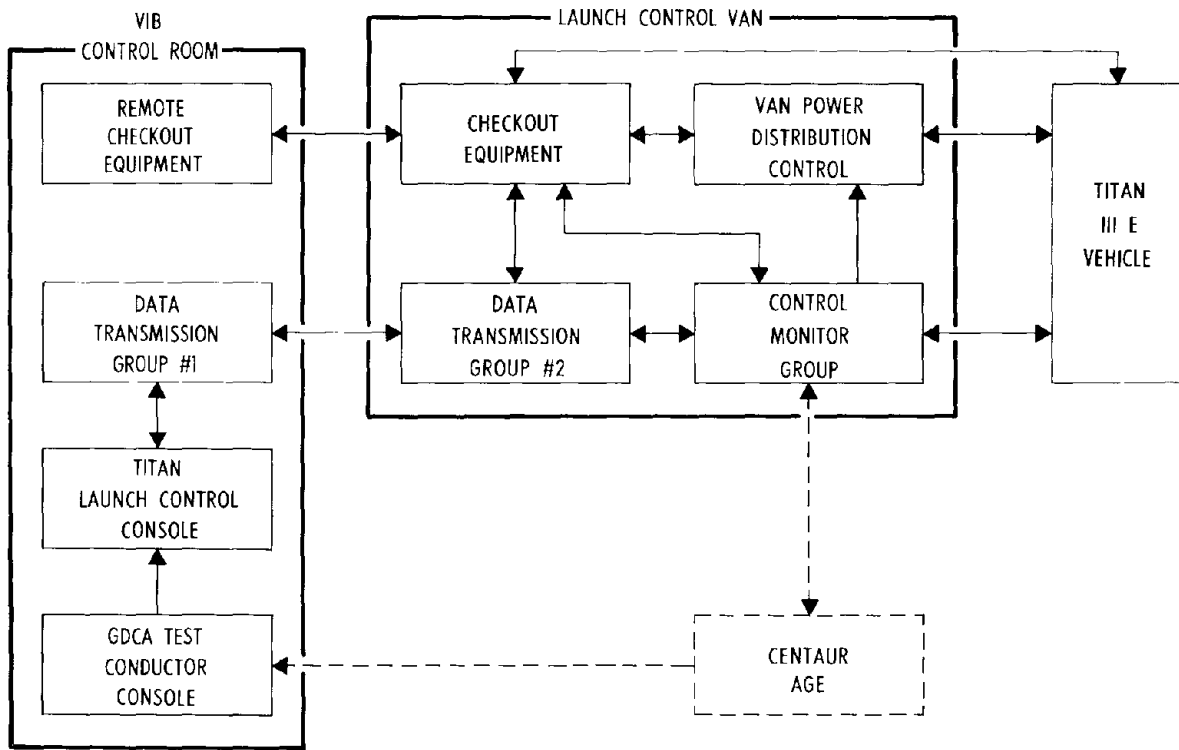 VIB
CONTROL ROOM
REMOTE
CHECKOUT
EQUIPMENT
DATA
TRANSMISSION
GROUP #1
TITAN
LAUNCH CONTROL
CONSOLE
GDCA TEST
CONDUCTOR
CONSOLE
LAUNCH CONTROL VAN
CHECKOUT
EQUIPMENT
VAN POWER
DISTRIBUTION
CONTROL
DATA
TRANSMISSION
GROUP #2
CONTROL
MONITOR
GROUP
TITAN
III E
VEHICLE
CENTAUR
AGE